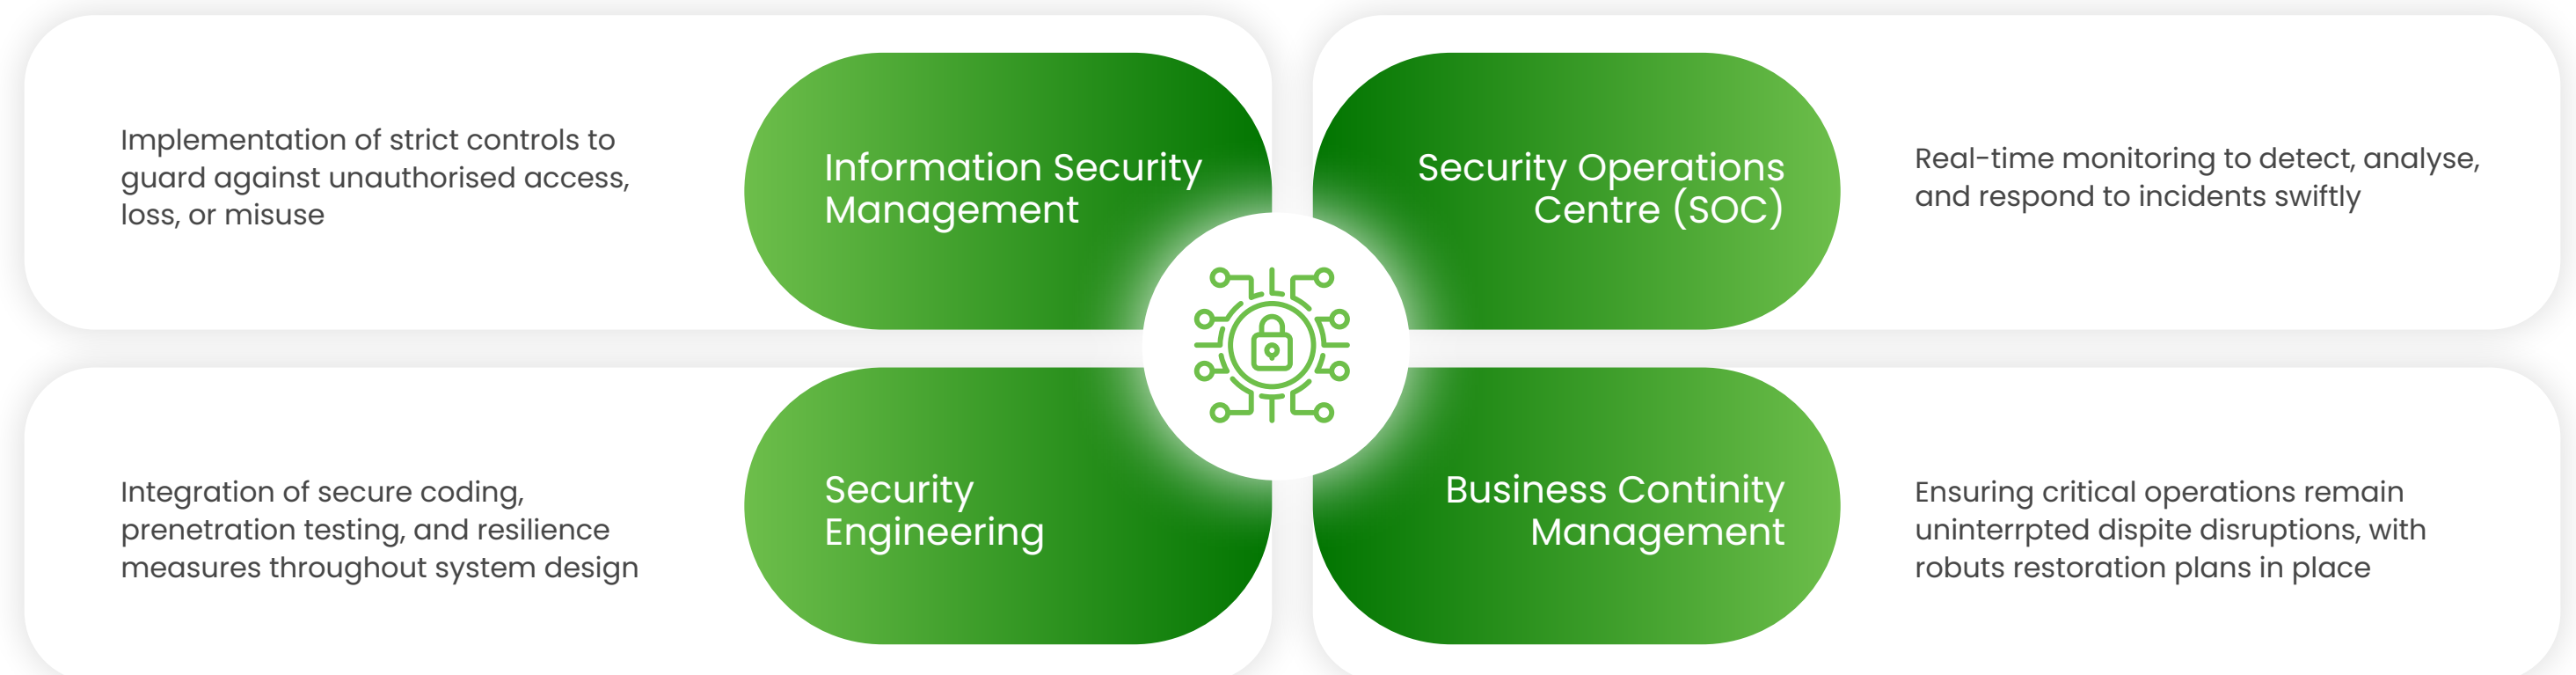 Implementation of strict controls to
guard against unauthorised access,
loss, or misuse
Information Security
Management
Security Operations
Centre (SOC)
Real-time monitoring to detect, analyse,
and respond to incidents swiftly
Integration of secure coding,
prenetration testing, and resilience
measures throughout system design
Security
Engineering
Business Continity
Management
Ensuring critical operations remain
uninterrpted dispite disruptions, with
robuts restoration plans in place